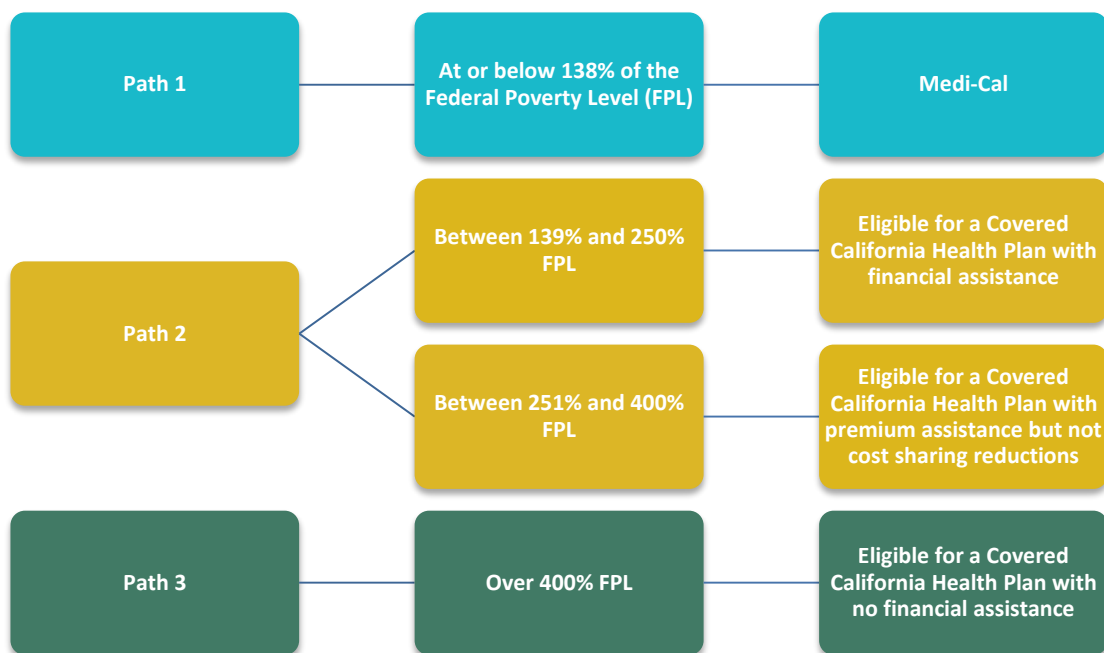 Path 1
At or below 138% of the
Federal Poverty Level (FPL)
Medi-Cal
Path 2
Between 139% and 250%
FPL
Eligible for a Covered
California Health Plan with
financial assistance
Between 251% and 400%
FPL
Eligible for a Covered
California Health Plan with
premium assistance but not
cost sharing reductions
Path 3
Over 400% FPL
Eligible for a Covered
California Health Plan with
no financial assistance